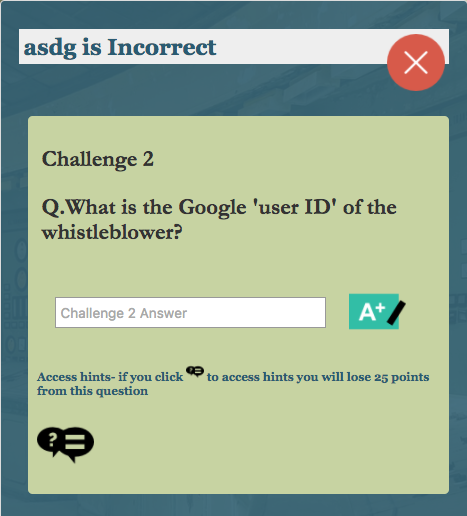 asdg is Incorrect
Challenge 2
Q.What is the Google 'user ID' of the
whistleblower?
Challenge 2 Answer
A+
Access hints- if you click ? to access hints you will lose 25 points
from this question
?